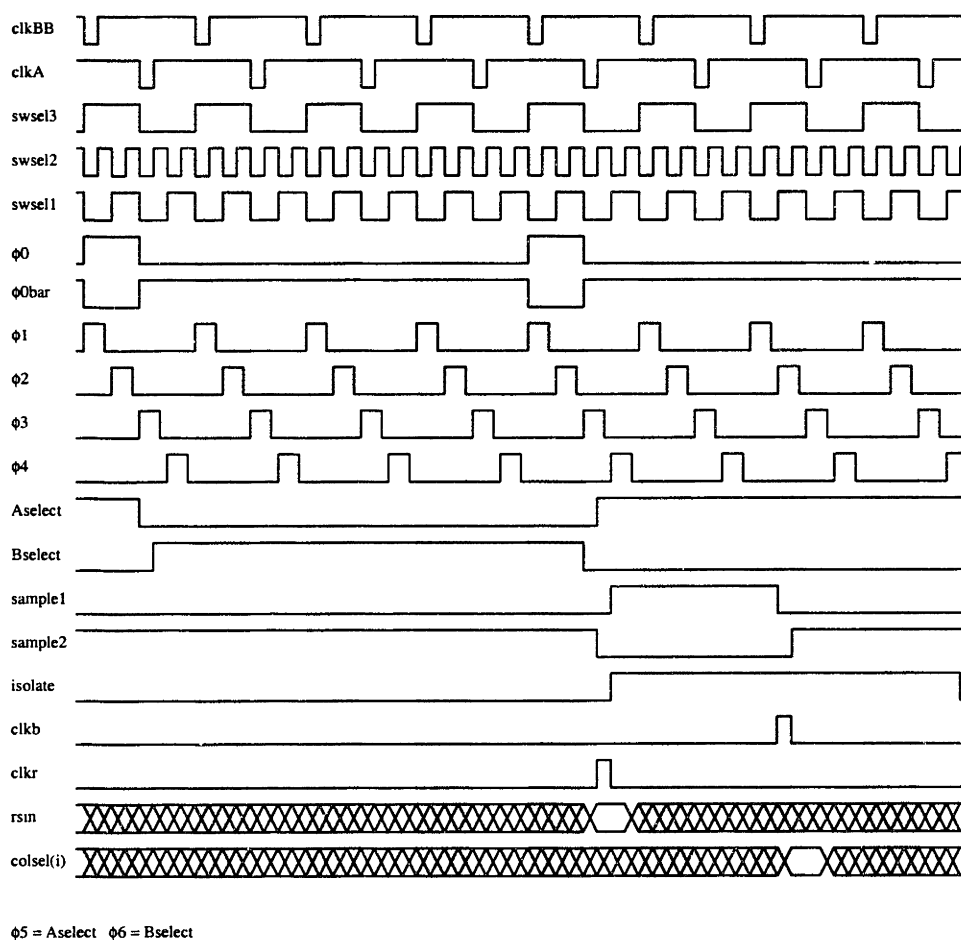 clkBB
clkA
swsel3
swsel2
swsel1
ϕ0
ϕ0bar
ϕ1
ϕ2
ϕ3
ϕ4
Aselect
Bselect
sample1
sample2
isolate
clkb
clkr
rsin
colsel(i)
ϕ5 = Aselect ϕ6 = Bselect